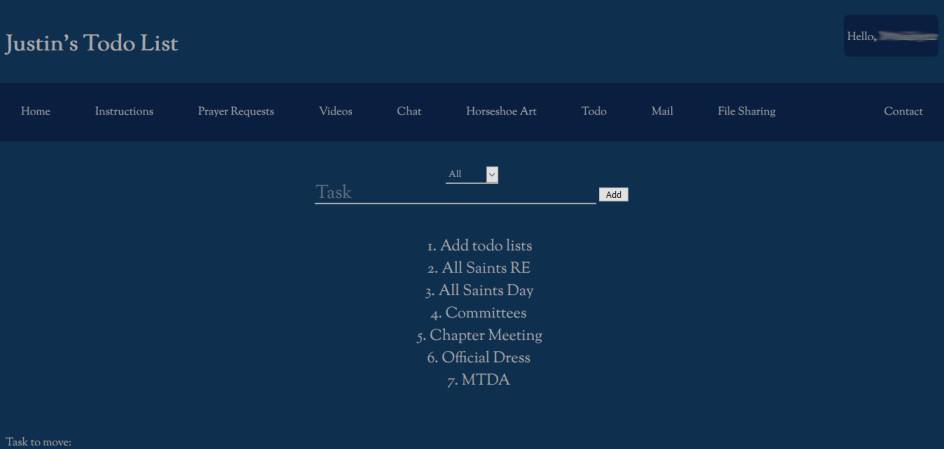 Justin's Todo List
Hello,
Home Instructions Prayer Requests Videos Chat Horseshoe Art Todo Mail File Sharing Contact
All
Task Add
1. Add todo lists
2. All Saints RE
3. All Saints Day
4. Committees
5. Chapter Meeting
6. Official Dress
7. MTDA
Task to move: